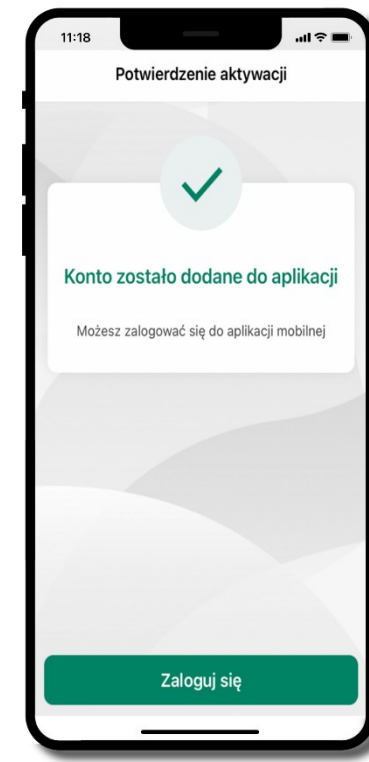 11:18
Potwierdzenie aktywacji
Konto zostało dodane do aplikacji
Możesz zalogować się do aplikacji mobilnej
Zaloguj się